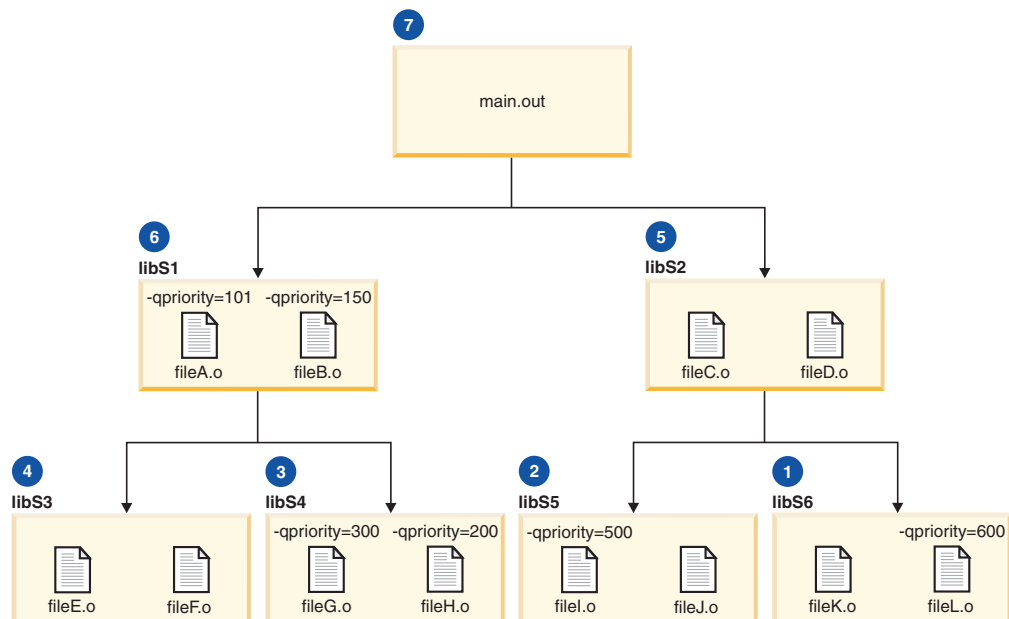 7
main.out
6
libS1
-qpriority=101 -qpriority=150
fileA.o fileB.o
5
libS2
fileC.o fileD.o
4
libS3
fileE.o fileF.o
3
libS4
-qpriority=300 -qpriority=200
fileG.o fileH.o
2
libS5
-qpriority=500
fileI.o fileJ.o
1
libS6
-qpriority=600
fileK.o fileL.o